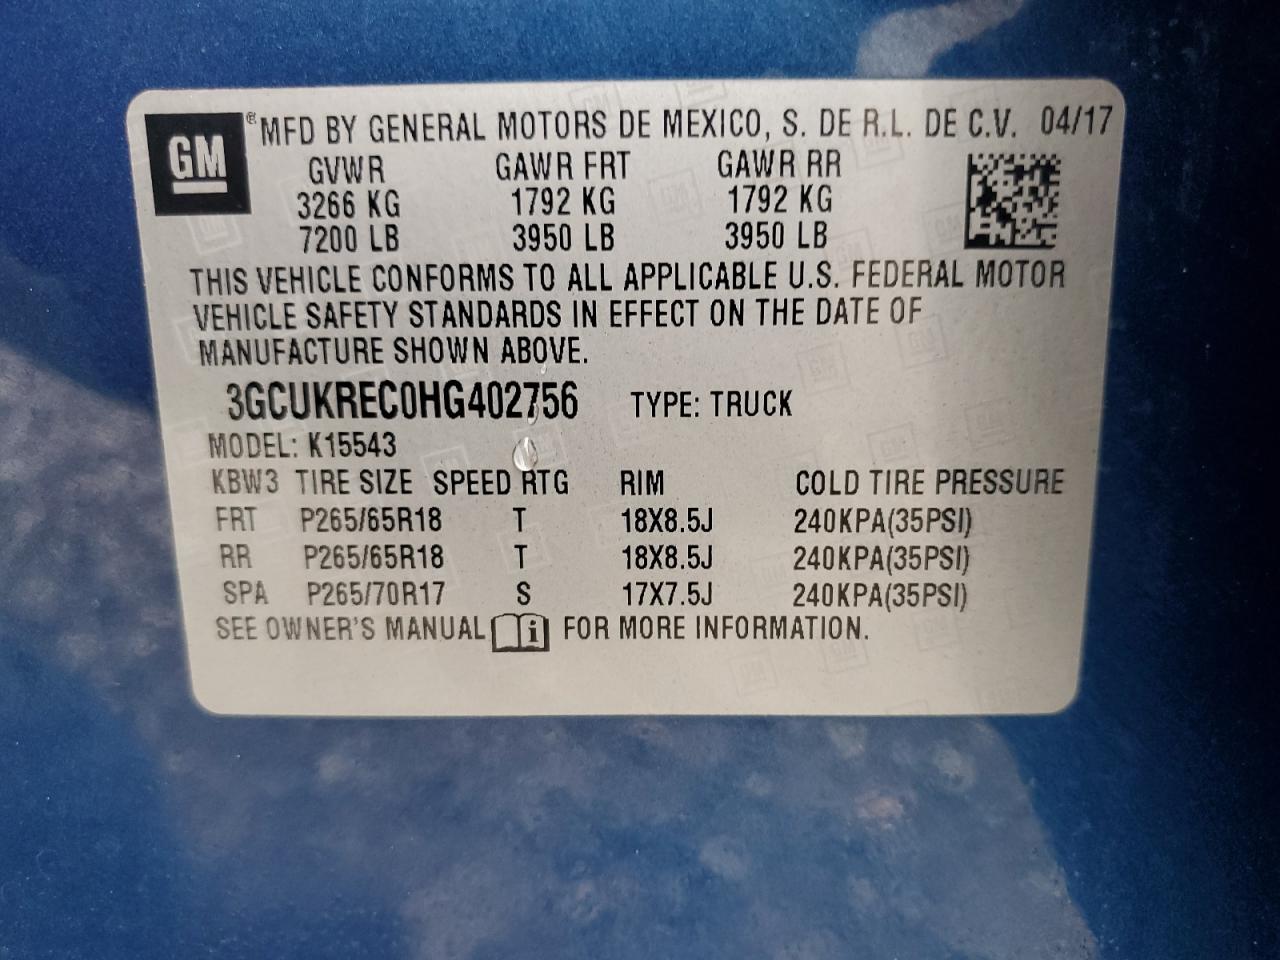 GM ® MFD BY GENERAL MOTORS DE MEXICO, S. DE R.L. DE C.V. 04/17
GVWR GAWR FRT GAWR RR
3266 KG 1792 KG 1792 KG
7200 LB 3950 LB 3950 LB
THIS VEHICLE CONFORMS TO ALL APPLICABLE U.S. FEDERAL MOTOR
VEHICLE SAFETY STANDARDS IN EFFECT ON THE DATE OF
MANUFACTURE SHOWN ABOVE.
3GCUKREC0HG402756 TYPE: TRUCK
MODEL: K15543
KBW3 TIRE SIZE SPEED RTG RIM COLD TIRE PRESSURE
FRT P265/65R18 T 18X8.5J 240KPA(35PSI)
RR P265/65R18 T 18X8.5J 240KPA(35PSI)
SPA P265/70R17 S 17X7.5J 240KPA(35PSI)
SEE OWNER'S MANUAL i FOR MORE INFORMATION.